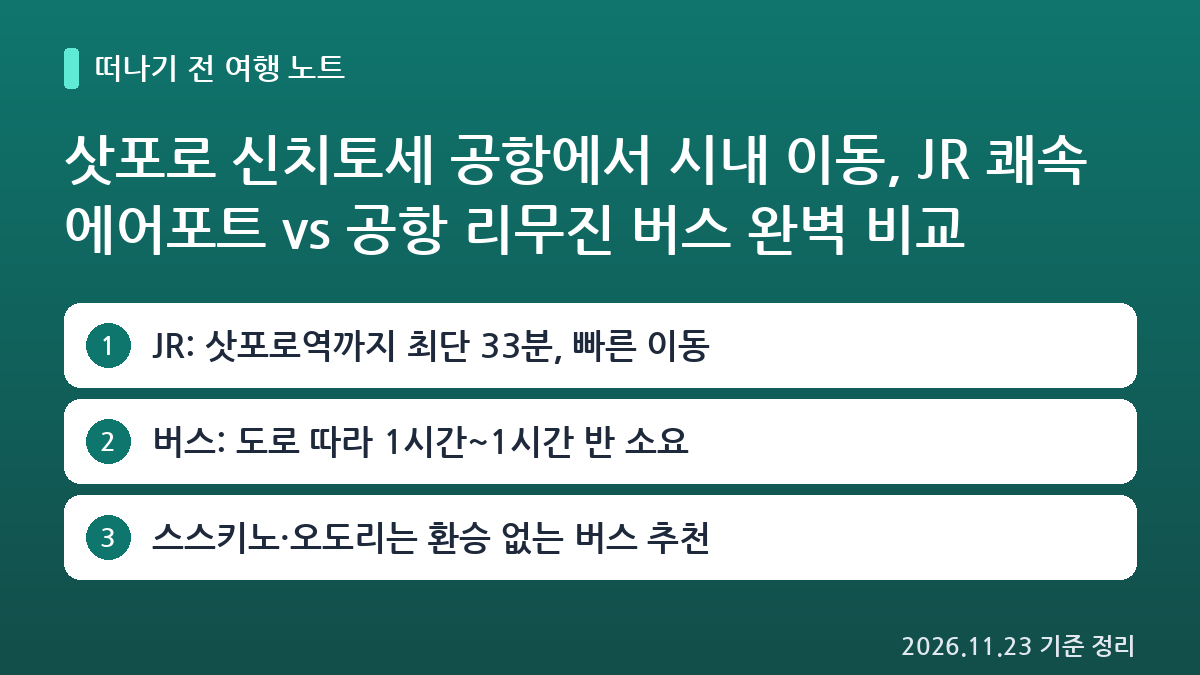 떠나기 전 여행 노트
삿포로 신치토세 공항에서 시내 이동, JR 쾌속
에어포트 vs 공항 리무진 버스 완벽 비교
1 JR: 삿포로역까지 최단 33분, 빠른 이동
2 버스: 도로 따라 1시간~1시간 반 소요
3 스스키노·오도리는 환승 없는 버스 추천
2026.11.23 기준 정리